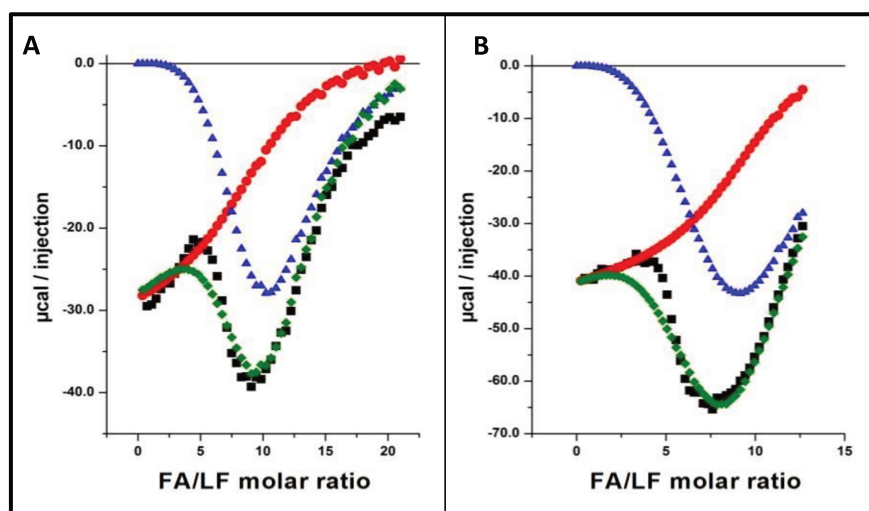 A
0.0
-10.0
-20.0
-30.0
-40.0
µcal / injection
0 5 10 15 20
FA/LF molar ratio
B
0.0
-10.0
-20.0
-30.0
-40.0
-50.0
-60.0
-70.0
µcal / injection
0 5 10 15
FA/LF molar ratio